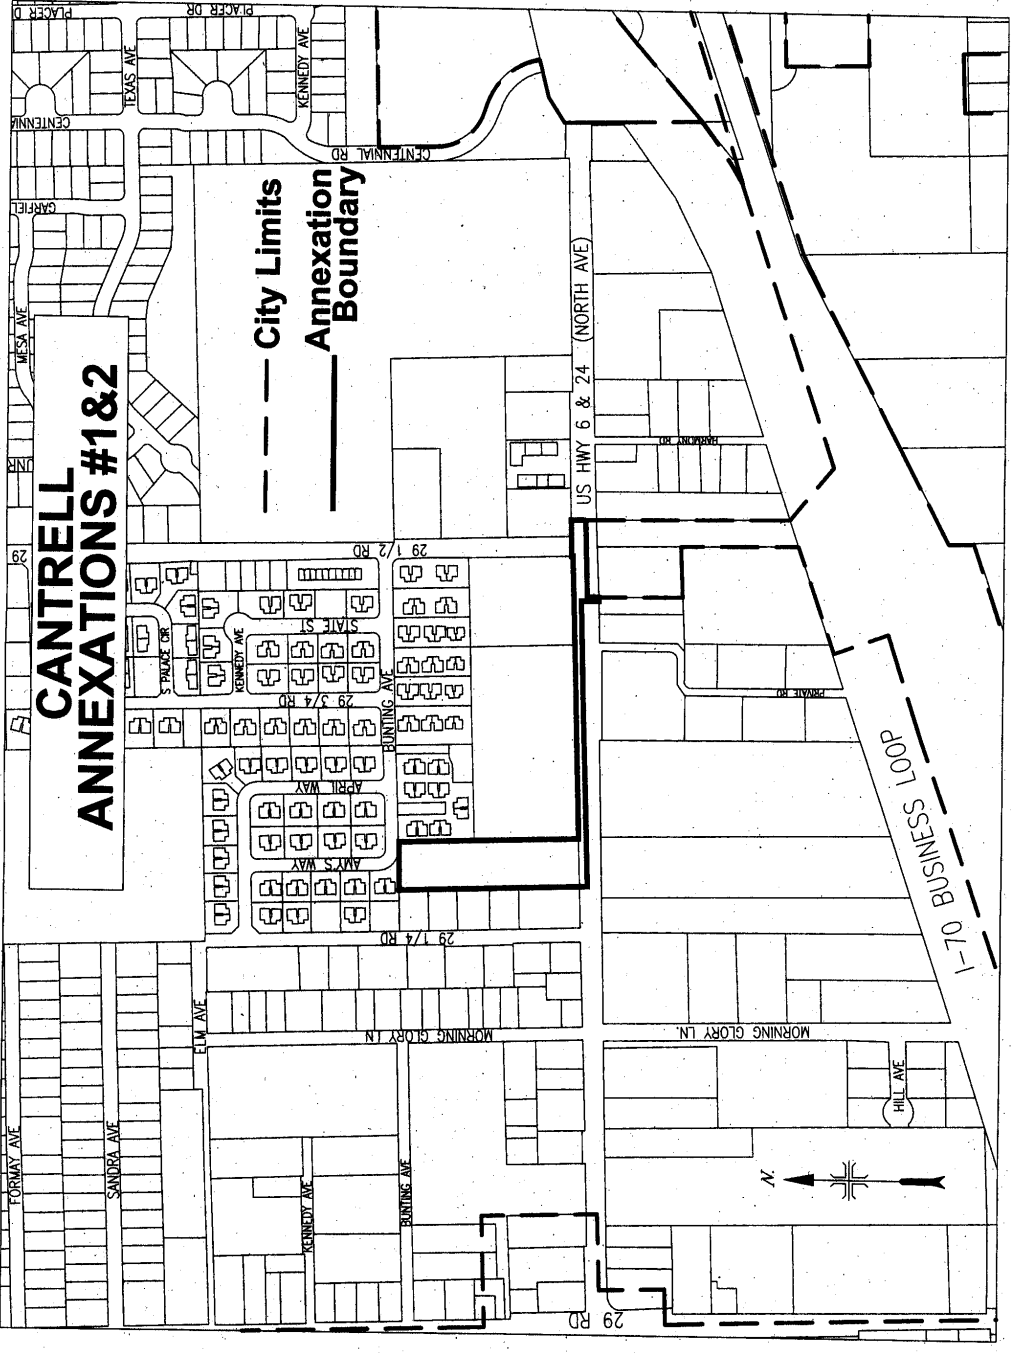 CANTRELL
ANNEXATIONS #1&2
City Limits
Annexation
Boundary
PLACER D
PLACER DR
TEXAS AVE
KENNEDY AVE
CENTENNIA
CENTENNIAL RD
GARFIEL
MESA AVE
UNR
29
29 1/2 RD
US HWY 6 & 24 (NORTH AVE)
HARMONY RD
STATE ST
S PALACE CIR
KENNEDY AVE
29 3/4 RD
BUNTING AVE
PRIVATE RD
APRIL WAY
AMY'S WAY
I-70 BUSINESS LOOP
29 1/4 RD
ELM AVE
MORNING GLORY LN
MORNING GLORY LN.
HILL AVE
FORMAY AVE
SANDRA AVE
KENNEDY AVE
BUNTING AVE
N.
29 RD